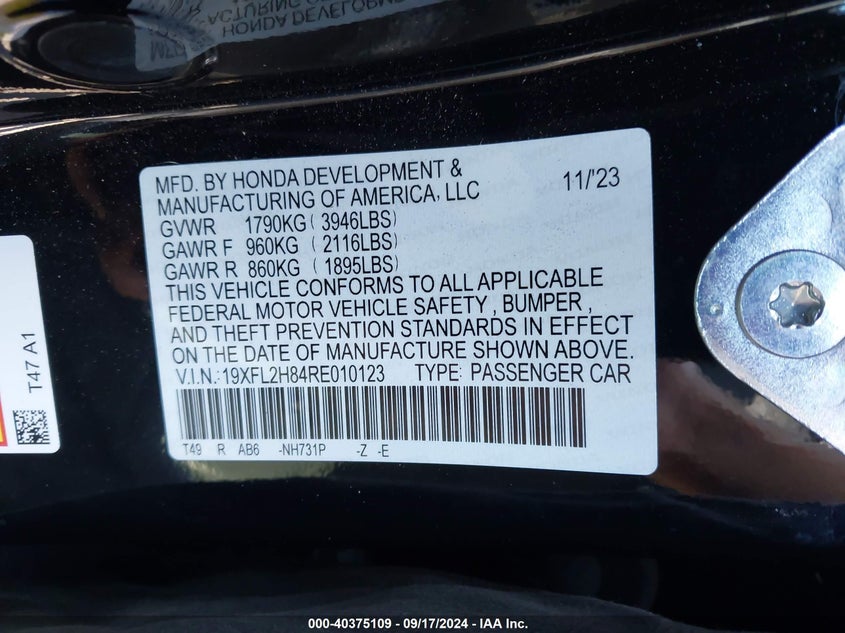 MFD. BY HONDA DEVELOPMENT & 11/'23
MANUFACTURING OF AMERICA, LLC
GVWR 1790KG ( 3946LBS)
GAWR F 960KG ( 2116LBS)
GAWR R 860KG ( 1895LBS)
THIS VEHICLE CONFORMS TO ALL APPLICABLE
FEDERAL MOTOR VEHICLE SAFETY , BUMPER ,
AND THEFT PREVENTION STANDARDS IN EFFECT
ON THE DATE OF MANUFACTURE SHOWN ABOVE.
V.I.N.: 19XFL2H84RE010123 TYPE: PASSENGER CAR
T49 R AB6 -NH731P -Z -E
T47 A1
000-40375109 - 09/17/2024 - IAA Inc.